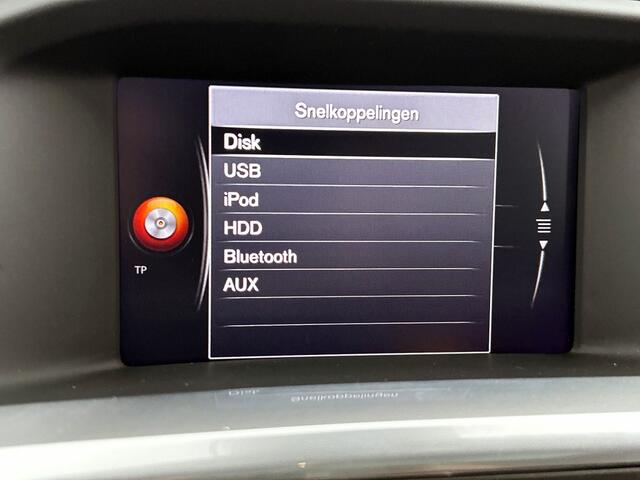 Snelkoppelingen
Disk
USB
iPod
HDD
Bluetooth
AUX
TP